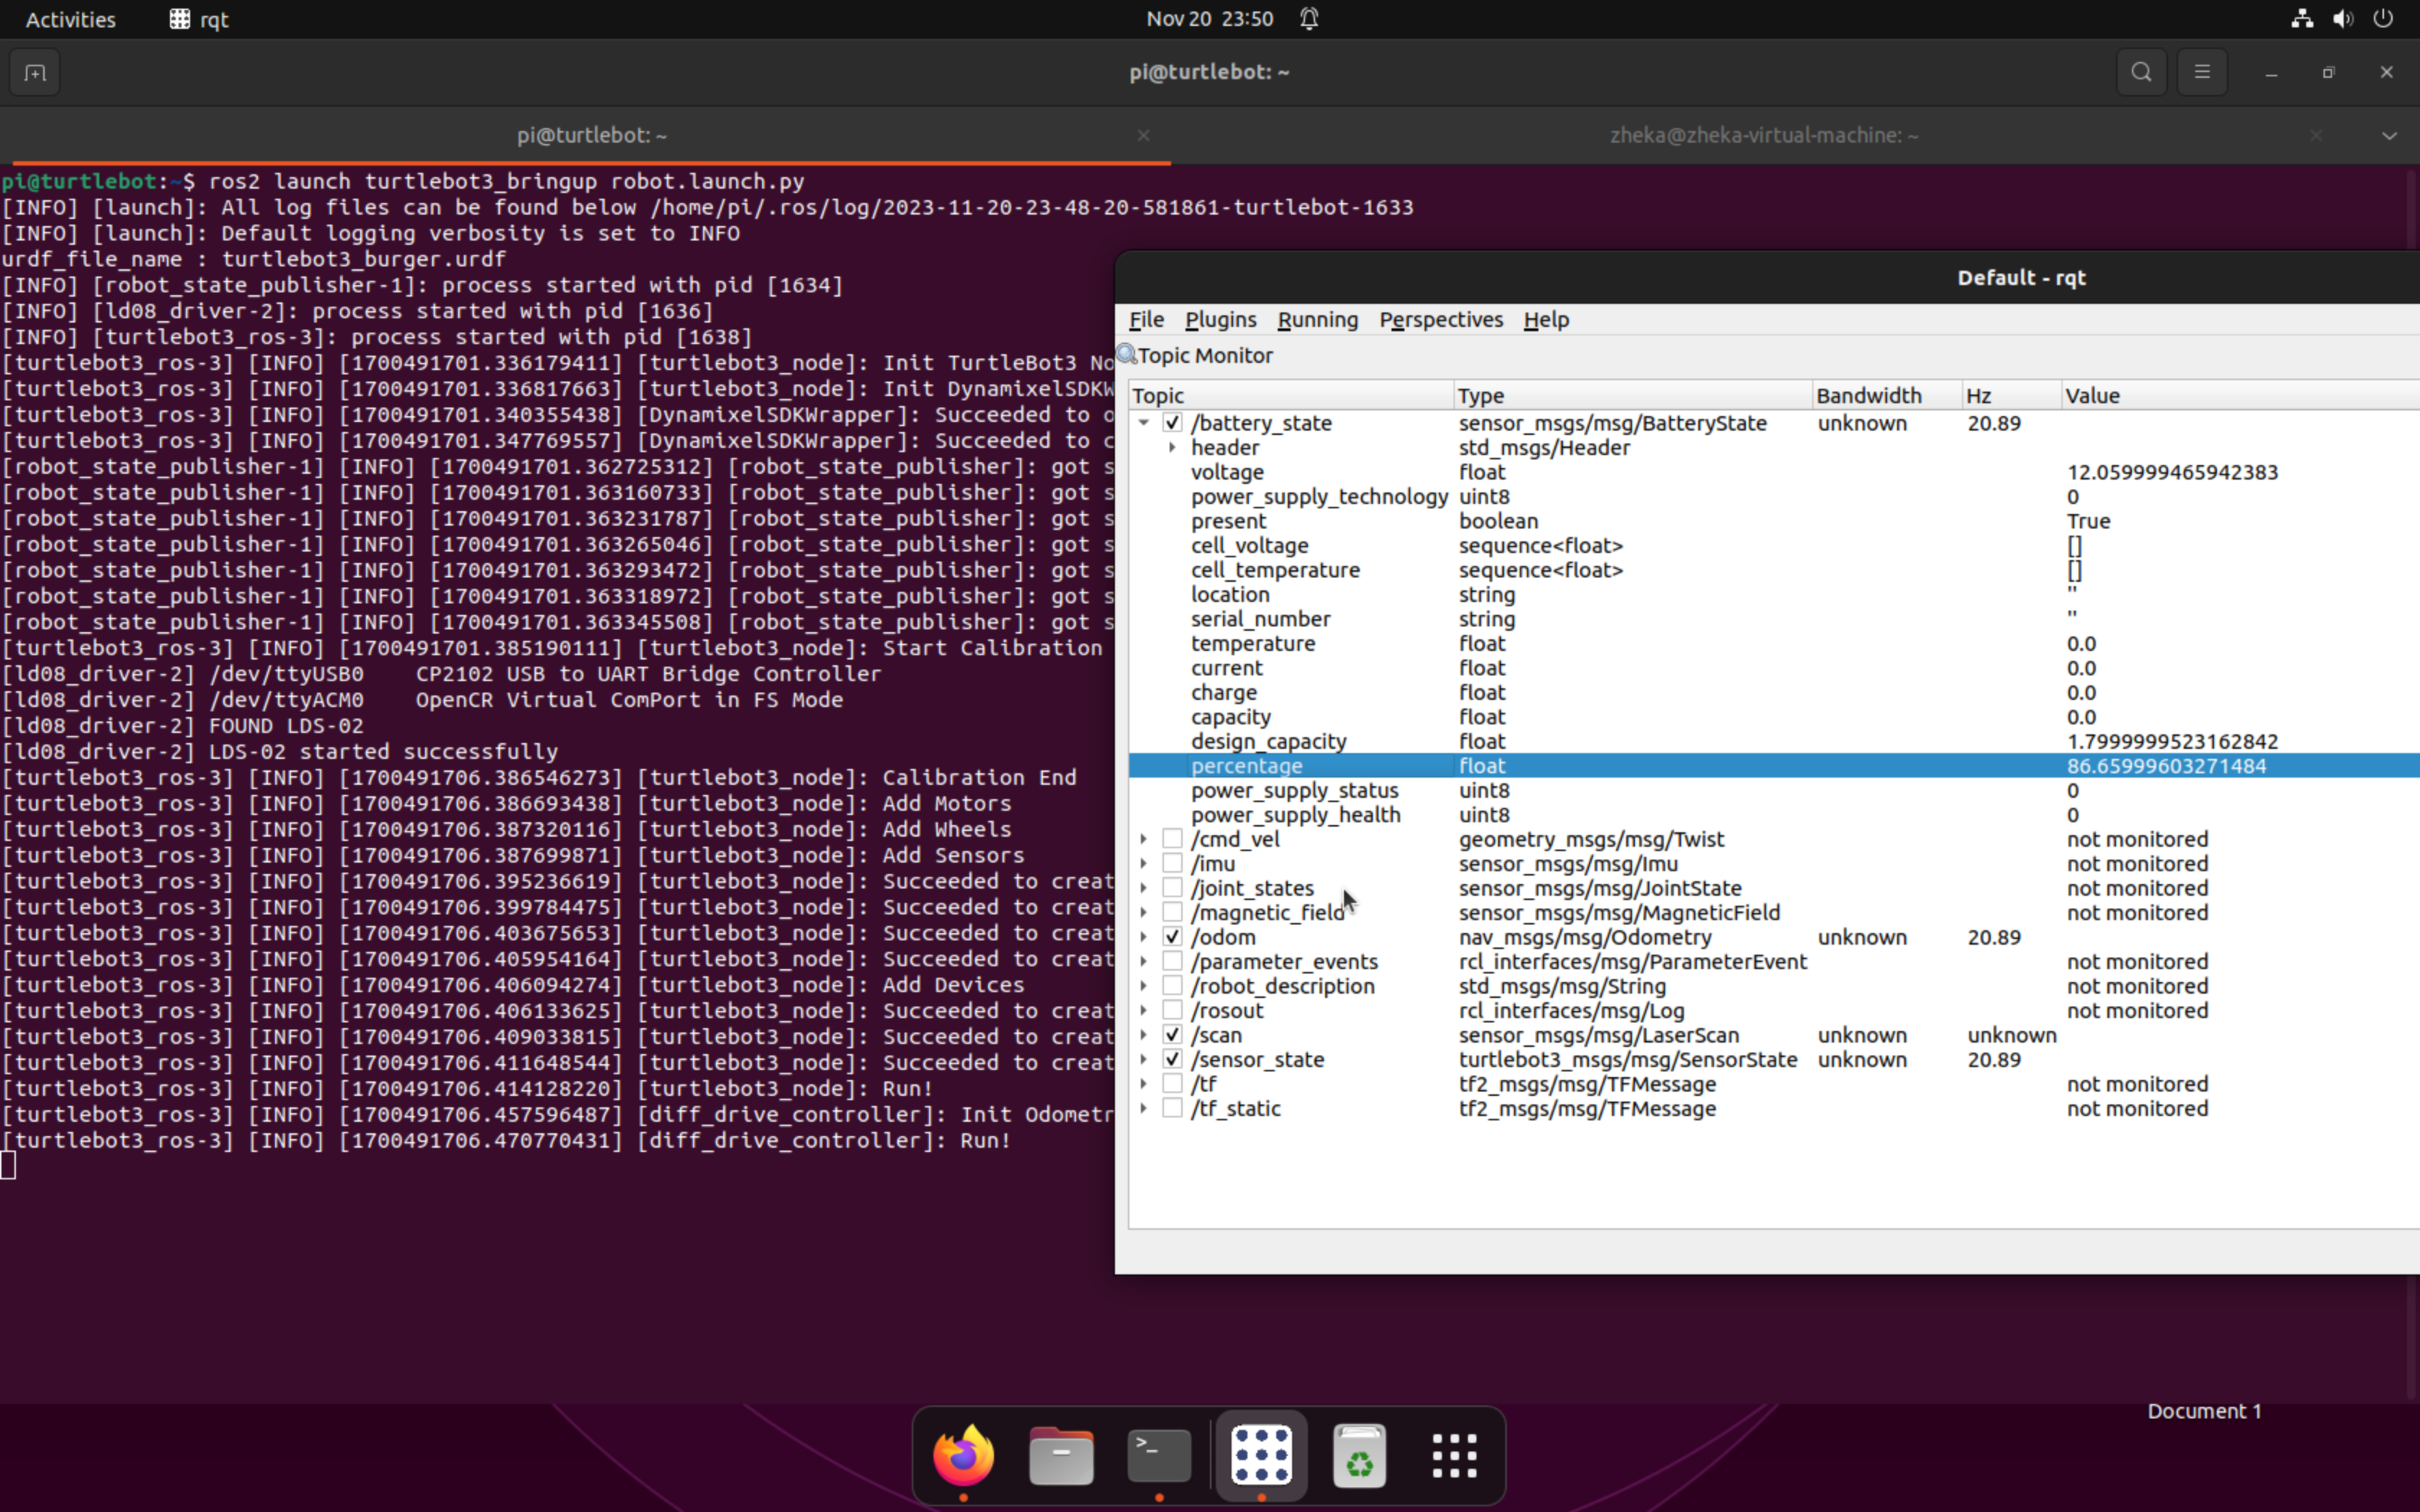 Activities rqt Nov 20 23:50
pi@turtlebot: ~
pi@turtlebot: ~ zheka@zheka-virtual-machine: ~
pi@turtlebot:~$ ros2 launch turtlebot3_bringup robot.launch.py
[INFO] [launch]: All log files can be found below /home/pi/.ros/log/2023-11-20-23-48-20-581861-turtlebot-1633
[INFO] [launch]: Default logging verbosity is set to INFO
urdf_file_name : turtlebot3_burger.urdf
[INFO] [robot_state_publisher-1]: process started with pid [1634]
[INFO] [ld08_driver-2]: process started with pid [1636]
[INFO] [turtlebot3_ros-3]: process started with pid [1638]
[turtlebot3_ros-3] [INFO] [1700491701.336179411] [turtlebot3_node]: Init TurtleBot3 No
[turtlebot3_ros-3] [INFO] [1700491701.336817663] [turtlebot3_node]: Init DynamixelSDKW
[turtlebot3_ros-3] [INFO] [1700491701.340355438] [DynamixelSDKWrapper]: Succeeded to o
[turtlebot3_ros-3] [INFO] [1700491701.347769557] [DynamixelSDKWrapper]: Succeeded to c
[robot_state_publisher-1] [INFO] [1700491701.362725312] [robot_state_publisher]: got s
[robot_state_publisher-1] [INFO] [1700491701.363160733] [robot_state_publisher]: got s
[robot_state_publisher-1] [INFO] [1700491701.363231787] [robot_state_publisher]: got s
[robot_state_publisher-1] [INFO] [1700491701.363265046] [robot_state_publisher]: got s
[robot_state_publisher-1] [INFO] [1700491701.363293472] [robot_state_publisher]: got s
[robot_state_publisher-1] [INFO] [1700491701.363318972] [robot_state_publisher]: got s
[robot_state_publisher-1] [INFO] [1700491701.363345508] [robot_state_publisher]: got s
[turtlebot3_ros-3] [INFO] [1700491701.385190111] [turtlebot3_node]: Start Calibration
[ld08_driver-2] /dev/ttyUSB0 CP2102 USB to UART Bridge Controller
[ld08_driver-2] /dev/ttyACM0 OpenCR Virtual ComPort in FS Mode
[ld08_driver-2] FOUND LDS-02
[ld08_driver-2] LDS-02 started successfully
[turtlebot3_ros-3] [INFO] [1700491706.386546273] [turtlebot3_node]: Calibration End
[turtlebot3_ros-3] [INFO] [1700491706.386693438] [turtlebot3_node]: Add Motors
[turtlebot3_ros-3] [INFO] [1700491706.387320116] [turtlebot3_node]: Add Wheels
[turtlebot3_ros-3] [INFO] [1700491706.387699871] [turtlebot3_node]: Add Sensors
[turtlebot3_ros-3] [INFO] [1700491706.395236619] [turtlebot3_node]: Succeeded to creat
[turtlebot3_ros-3] [INFO] [1700491706.399784475] [turtlebot3_node]: Succeeded to creat
[turtlebot3_ros-3] [INFO] [1700491706.403675653] [turtlebot3_node]: Succeeded to creat
[turtlebot3_ros-3] [INFO] [1700491706.405954164] [turtlebot3_node]: Succeeded to creat
[turtlebot3_ros-3] [INFO] [1700491706.406094274] [turtlebot3_node]: Add Devices
[turtlebot3_ros-3] [INFO] [1700491706.406133625] [turtlebot3_node]: Succeeded to creat
[turtlebot3_ros-3] [INFO] [1700491706.409033815] [turtlebot3_node]: Succeeded to creat
[turtlebot3_ros-3] [INFO] [1700491706.411648544] [turtlebot3_node]: Succeeded to creat
[turtlebot3_ros-3] [INFO] [1700491706.414128220] [turtlebot3_node]: Run!
[turtlebot3_ros-3] [INFO] [1700491706.457596487] [diff_drive_controller]: Init Odometr
[turtlebot3_ros-3] [INFO] [1700491706.470770431] [diff_drive_controller]: Run!
Default - rqt
File Plugins Running Perspectives Help
Topic Monitor
Topic Type Bandwidth Hz Value
/battery_state sensor_msgs/msg/BatteryState unknown 20.89
header std_msgs/Header
voltage float 12.059999465942383
power_supply_technology uint8 0
present boolean True
cell_voltage sequence<float> []
cell_temperature sequence<float> []
location string ''
serial_number string ''
temperature float 0.0
current float 0.0
charge float 0.0
capacity float 0.0
design_capacity float 1.7999999523162842
percentage float 86.65999603271484
power_supply_status uint8 0
power_supply_health uint8 0
/cmd_vel geometry_msgs/msg/Twist not monitored
/imu sensor_msgs/msg/Imu not monitored
/joint_states sensor_msgs/msg/JointState not monitored
/magnetic_field sensor_msgs/msg/MagneticField not monitored
/odom nav_msgs/msg/Odometry unknown 20.89
/parameter_events rcl_interfaces/msg/ParameterEvent not monitored
/robot_description std_msgs/msg/String not monitored
/rosout rcl_interfaces/msg/Log not monitored
/scan sensor_msgs/msg/LaserScan unknown unknown
/sensor_state turtlebot3_msgs/msg/SensorState unknown 20.89
/tf tf2_msgs/msg/TFMessage not monitored
/tf_static tf2_msgs/msg/TFMessage not monitored
Document 1